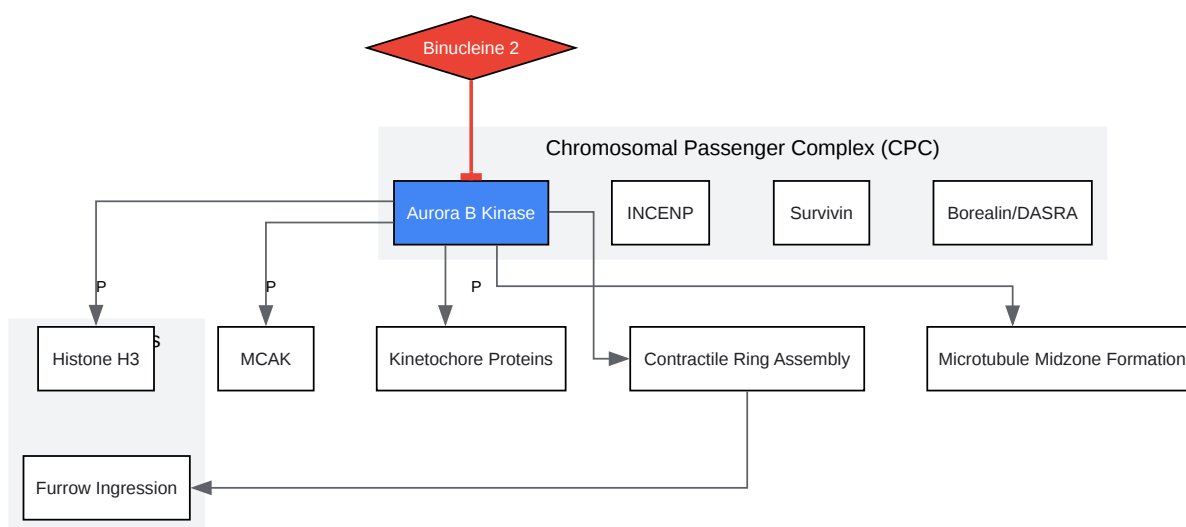 Binucleine 2
Chromosomal Passenger Complex (CPC)
Aurora B Kinase
INCENP
Survivin
Borealin/DASRA
P
P
P
Histone H3
MCAK
Kinetochore Proteins
Contractile Ring Assembly
Microtubule Midzone Formation
Furrow Ingression